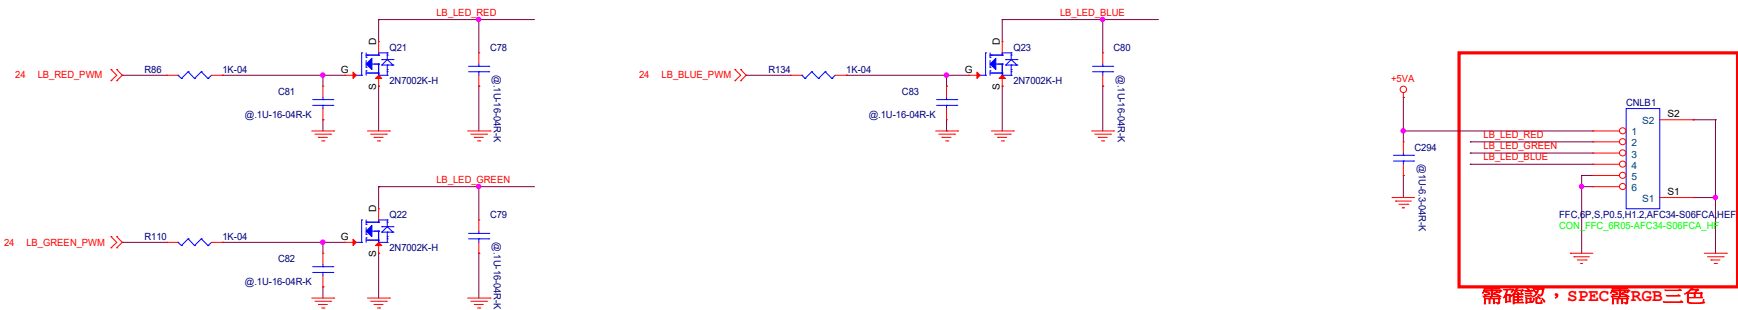 LB_LED_RED
D
Q21
C78
24 LB_RED_PWM
R86
1K-04
G
2N7002K-H
S
C81
@.1U-16-04R-K
@.1U-16-04R-K
LB_LED_GREEN
D
Q22
C79
24 LB_GREEN_PWM
R110
1K-04
G
2N7002K-H
S
C82
@.1U-16-04R-K
@.1U-16-04R-K
LB_LED_BLUE
D
Q23
C80
24 LB_BLUE_PWM
R134
1K-04
G
2N7002K-H
S
C83
@.1U-16-04R-K
@.1U-16-04R-K
+5VA
C294
@1U-6.3-04R-K
CNLB1
S2
S2
LB_LED_RED
LB_LED_GREEN
LB_LED_BLUE
1
2
3
4
5
6
S1
S1
FFC,6P,S,P0.5,H1.2,AFC34-S06FCA,HEF
CON_FFC_6R05-AFC34-S06FCA_HF
需確認，SPEC需RGB三色